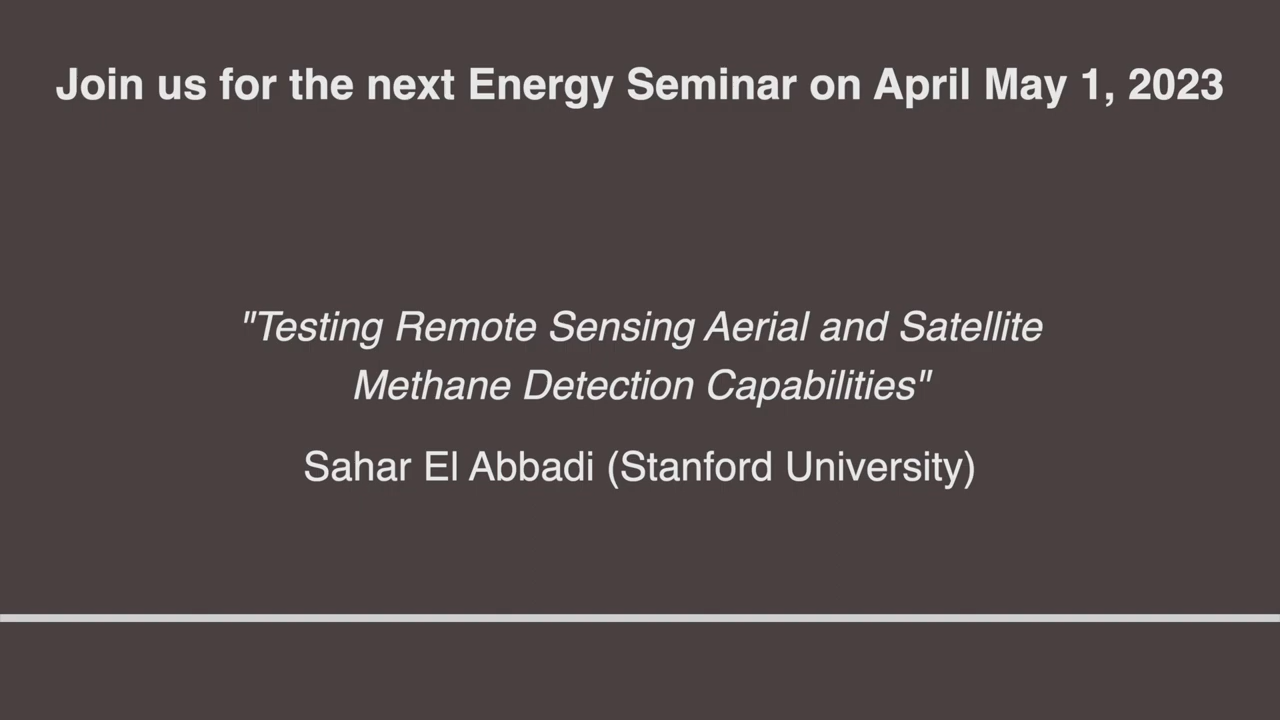 Join us for the next Energy Seminar on April May 1, 2023
"Testing Remote Sensing Aerial and Satellite
Methane Detection Capabilities"
Sahar El Abbadi (Stanford University)